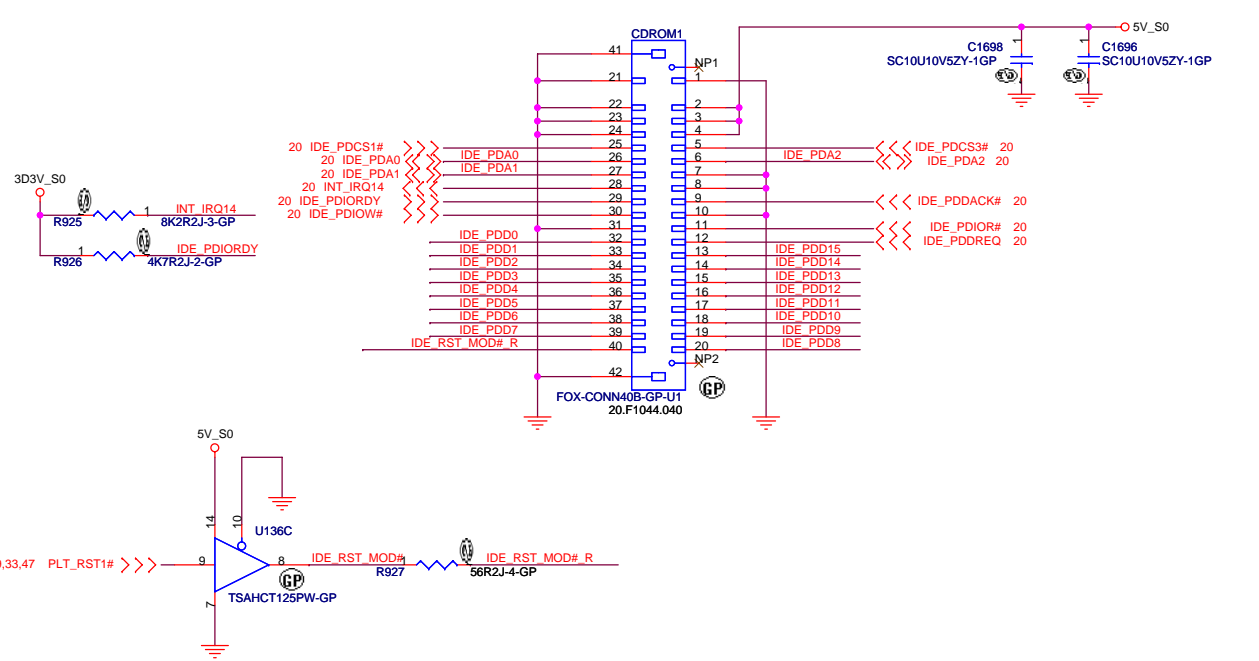 5V_S0
C1698
SC10U10V5ZY-1GP
1
2
C1696
SC10U10V5ZY-1GP
1
2
CDROM1
41
NP1
21
1
22
2
23
3
24
4
20 IDE_PDCS1#
25
5
IDE_PDCS3# 20
20 IDE_PDA0
IDE_PDA0
26
6
IDE_PDA2
IDE_PDA2 20
20 IDE_PDA1
IDE_PDA1
27
7
20 INT_IRQ14
28
8
20 IDE_PDIORDY
29
9
IDE_PDDACK# 20
20 IDE_PDIOW#
30
10
31
11
IDE_PDIOR# 20
IDE_PDD0
32
12
IDE_PDDREQ 20
IDE_PDD1
33
13
IDE_PDD15
IDE_PDD2
34
14
IDE_PDD14
IDE_PDD3
35
15
IDE_PDD13
IDE_PDD4
36
16
IDE_PDD12
IDE_PDD5
37
17
IDE_PDD11
IDE_PDD6
38
18
IDE_PDD10
IDE_PDD7
39
19
IDE_PDD9
IDE_RST_MOD#_R
40
20
IDE_PDD8
NP2
42
GP
FOX-CONN40B-GP-U1
20.F1044.040
3D3V_S0
R925
1
INT_IRQ14
8K2R2J-3-GP
R926
1
IDE_PDIORDY
4K7R2J-2-GP
5V_S0
14
10
U136C
,33,47 PLT_RST1#
9
8
7
GP
TSAHCT125PW-GP
IDE_RST_MOD#
1
R927
IDE_RST_MOD#_R
56R2J-4-GP